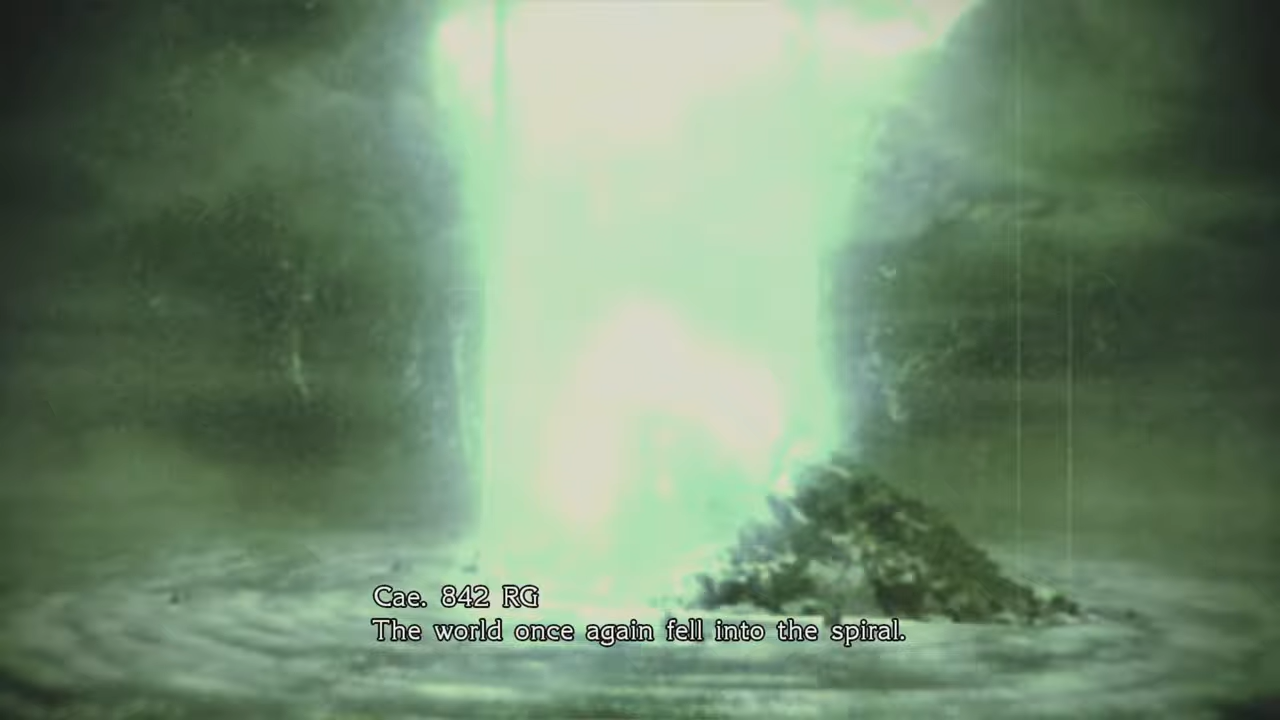 Cae. 842 RG
The world once again fell into the spiral.